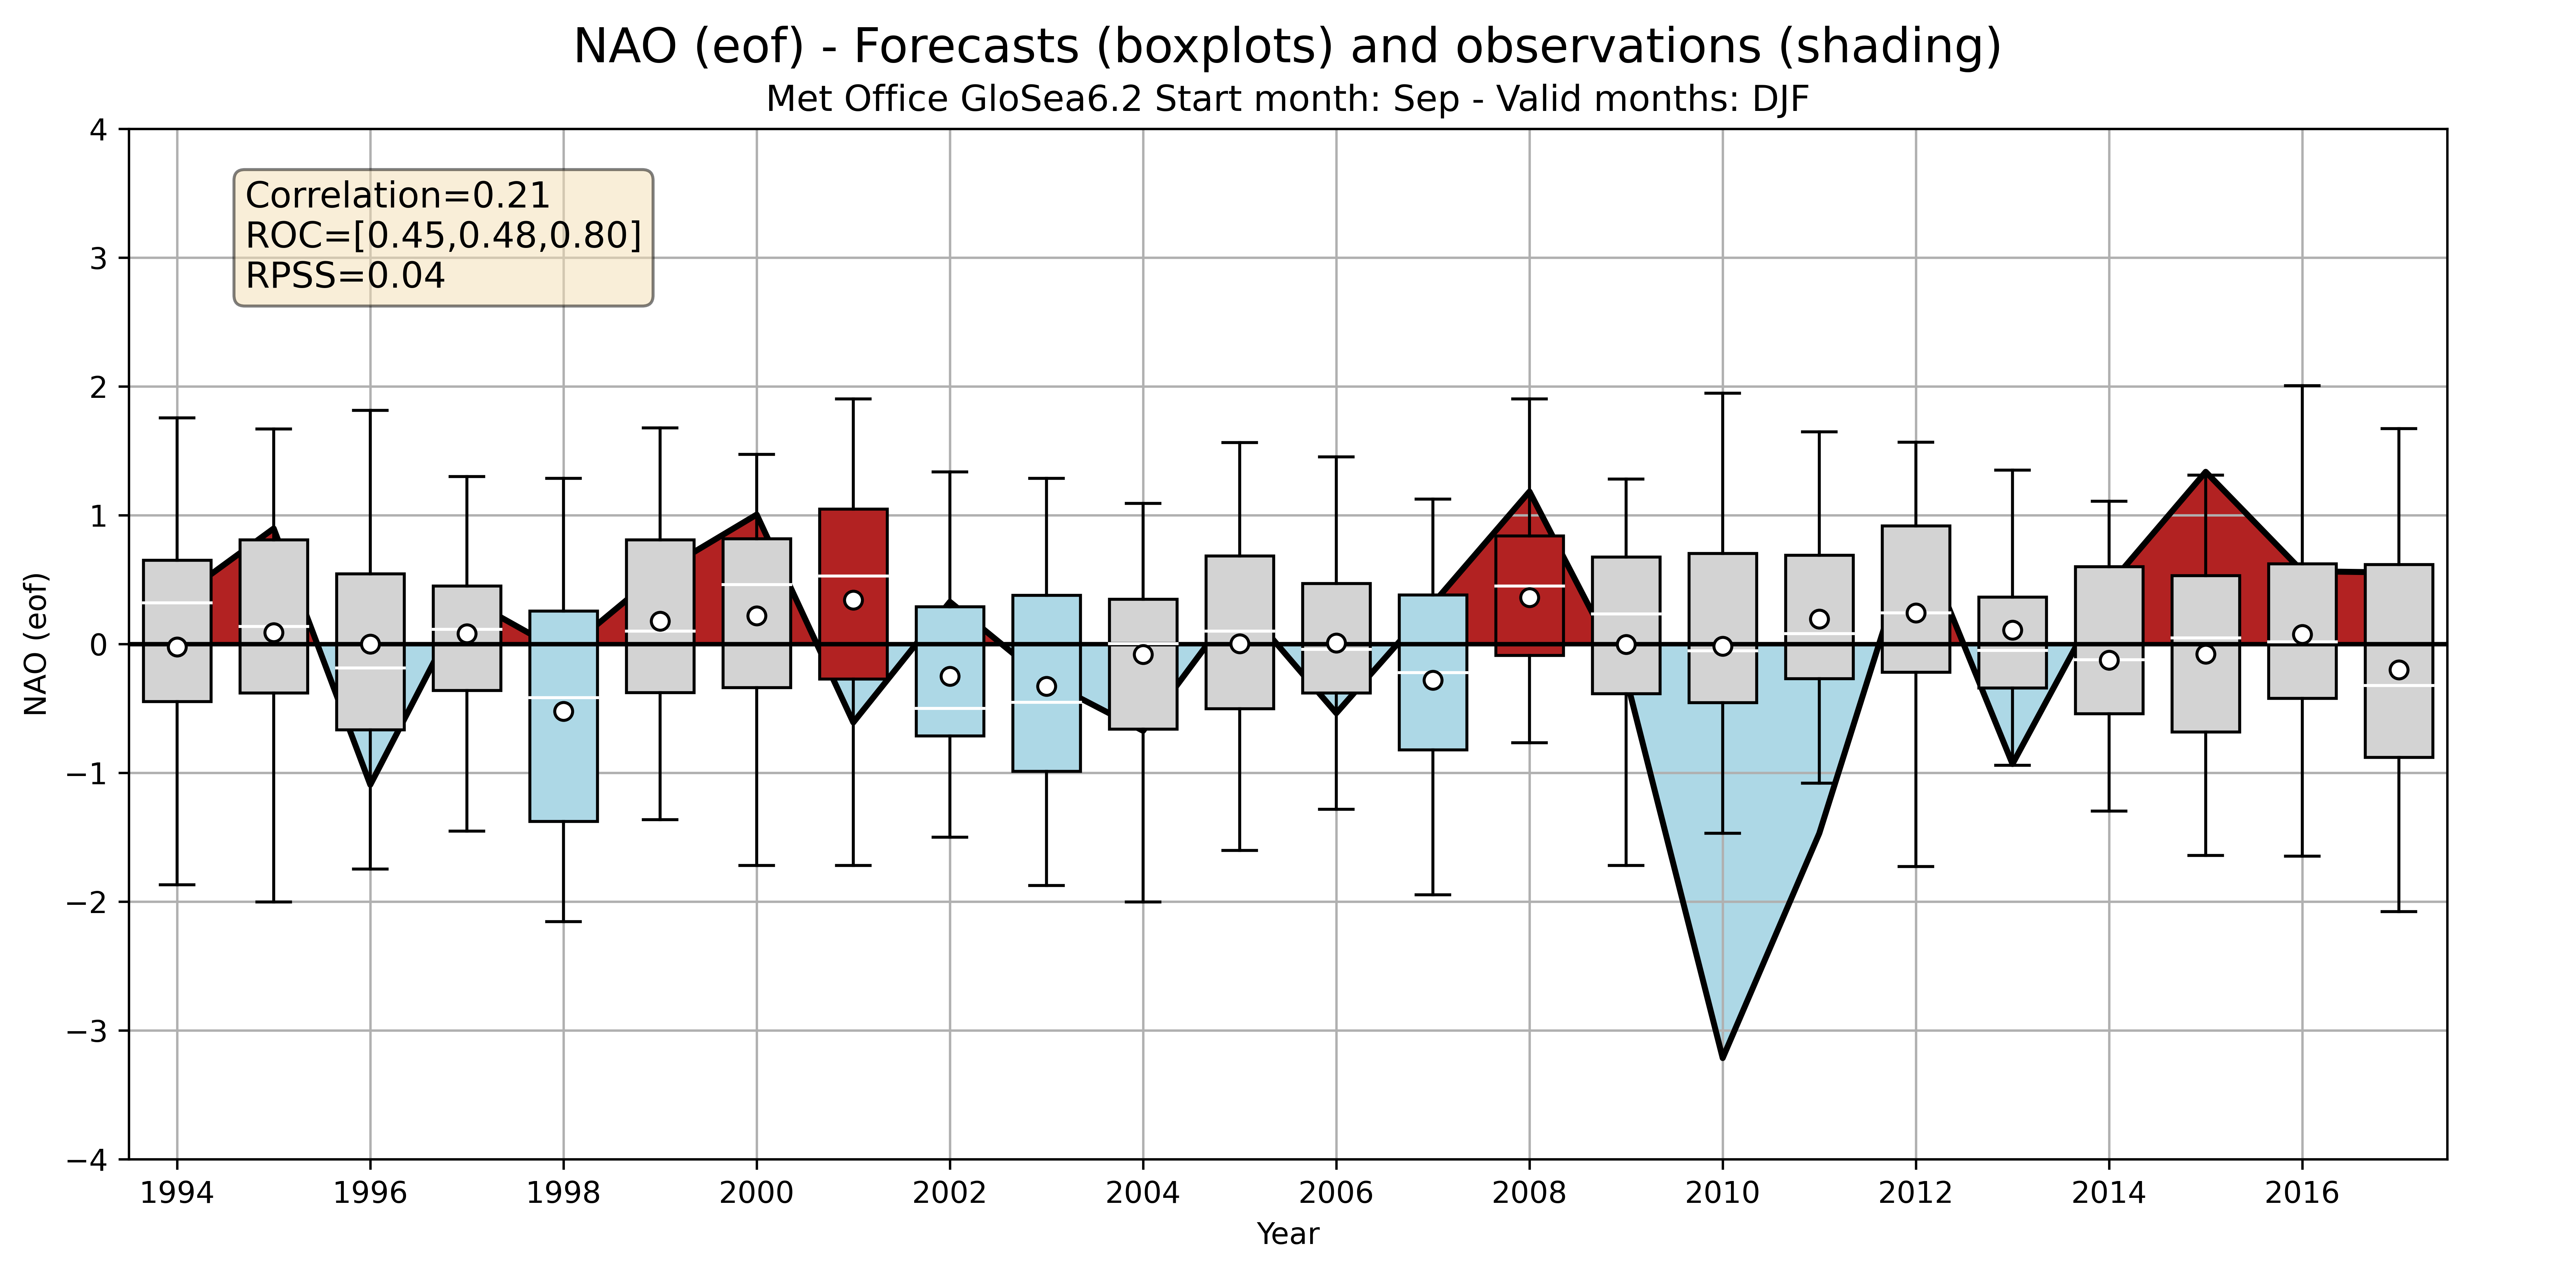 NAO (eof) - Forecasts (boxplots) and observations (shading)
Met Office GloSea6.2 Start month: Sep - Valid months: DJF
Correlation=0.21
ROC=[0.45,0.48,0.80]
RPSS=0.04
NAO (eof)
4
3
2
1
0
−1
−2
−3
−4
1994 1996 1998 2000 2002 2004 2006 2008 2010 2012 2014 2016
Year